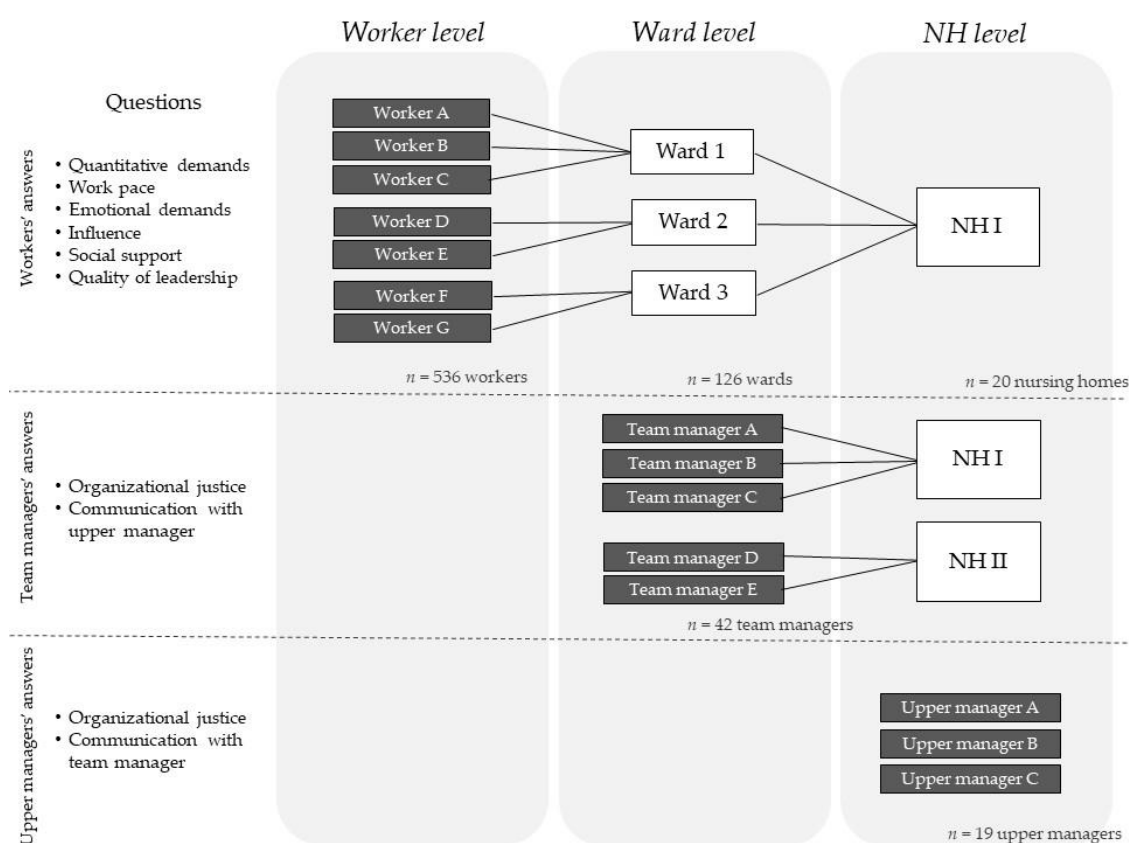 Worker level
Ward level
NH level
Workers' answers
Questions
• Quantitative demands
• Work pace
• Emotional demands
• Influence
• Social support
• Quality of leadership
Worker A
Worker B
Worker C
Worker D
Worker E
Worker F
Worker G
Ward 1
Ward 2
Ward 3
NH I
n = 536 workers
n = 126 wards
n = 20 nursing homes
Team managers' answers
• Organizational justice
• Communication with
upper manager
Team manager A
Team manager B
Team manager C
Team manager D
Team manager E
NH I
NH II
n = 42 team managers
Upper managers' answers
• Organizational justice
• Communication with
team manager
Upper manager A
Upper manager B
Upper manager C
n = 19 upper managers